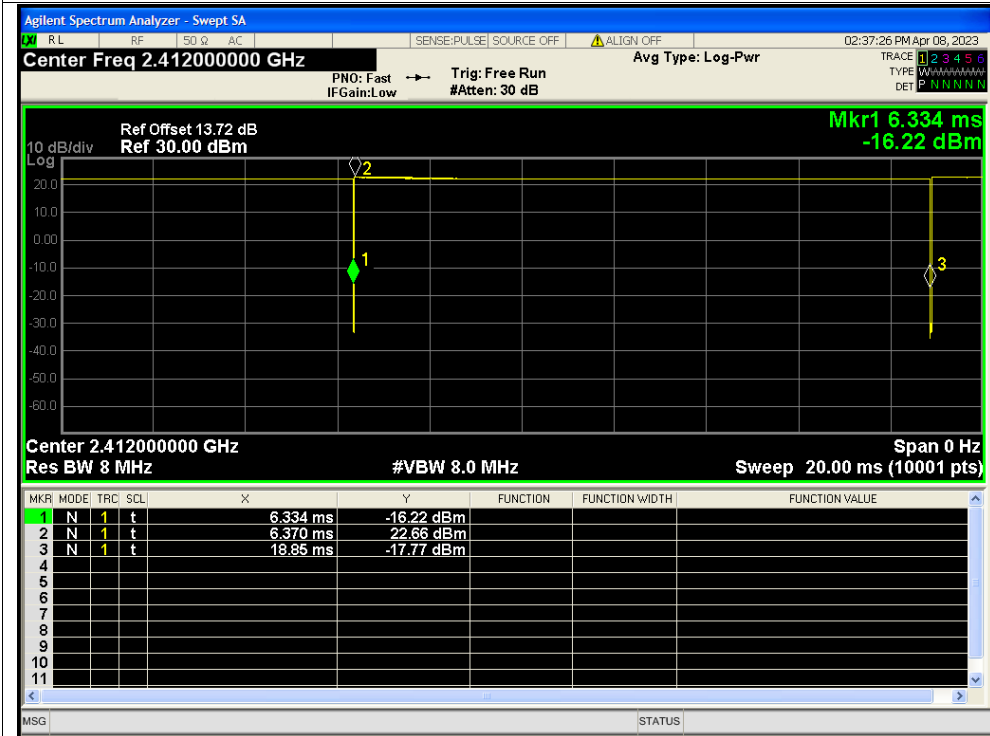 Agilent Spectrum Analyzer - Swept SA
LXI RL RF 50 Ω AC SENSE:PULSE SOURCE OFF ALIGN OFF 02:37:26 PM Apr 08, 2023
Center Freq 2.412000000 GHz Avg Type: Log-Pwr TRACE 1 2 3 4 5 6
PNO: Fast Trig: Free Run TYPE WWWWWW
IFGain:Low #Atten: 30 dB DET P N N N N N
Mkr1 6.334 ms
Ref Offset 13.72 dB
10 dB/div Ref 30.00 dBm -16.22 dBm
Log
2
20.0
10.0
0.00
1
3
-10.0
-20.0
-30.0
-40.0
-50.0
-60.0
Center 2.412000000 GHz Span 0 Hz
Res BW 8 MHz #VBW 8.0 MHz Sweep 20.00 ms (10001 pts)
MKR MODE TRC SCL X Y FUNCTION FUNCTION WIDTH FUNCTION VALUE
1 N 1 t 6.334 ms -16.22 dBm
2 N 1 t 6.370 ms 22.66 dBm
3 N 1 t 18.85 ms -17.77 dBm
4
5
6
7
8
9
10
11
MSG STATUS